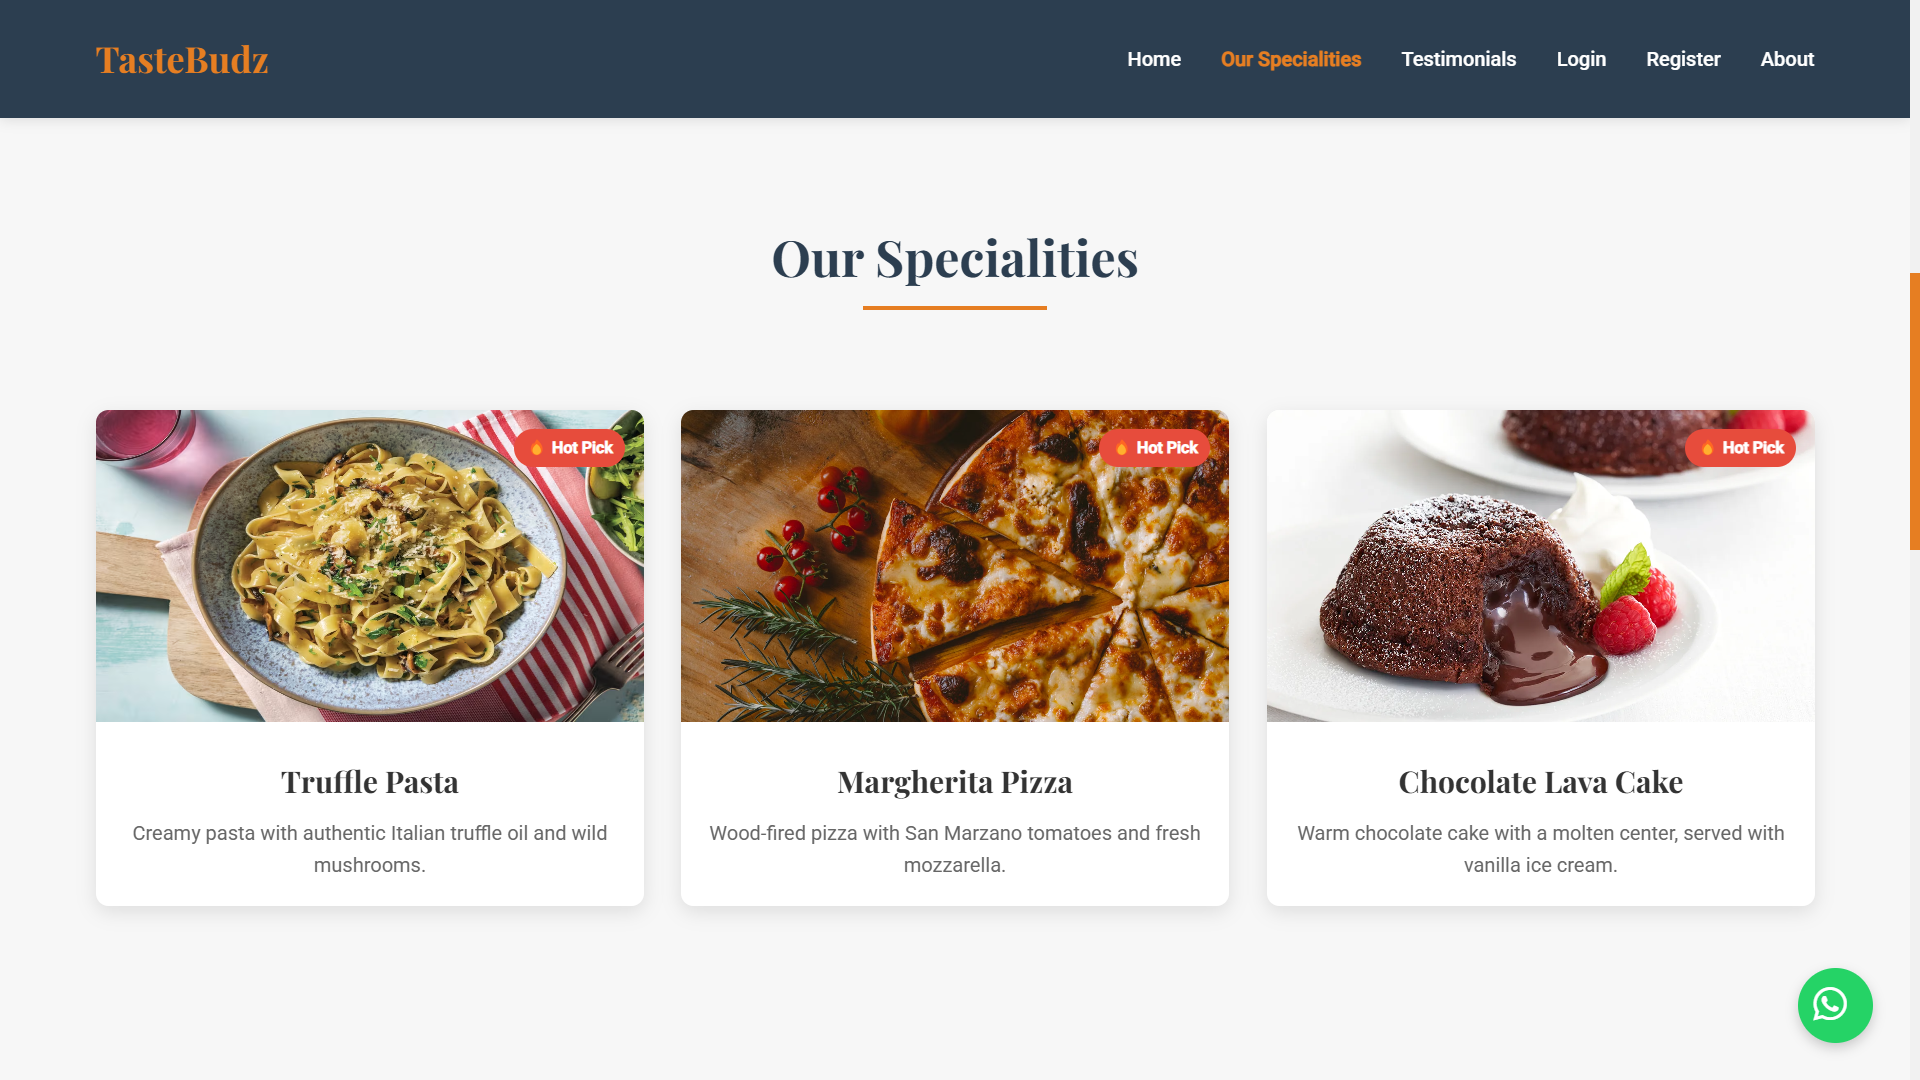 TasteBudz
Home Our Specialities Testimonials Login Register About
Our Specialities
🔥 Hot Pick
🔥 Hot Pick
🔥 Hot Pick
Truffle Pasta
Creamy pasta with authentic Italian truffle oil and wild
mushrooms.
Margherita Pizza
Wood-fired pizza with San Marzano tomatoes and fresh
mozzarella.
Chocolate Lava Cake
Warm chocolate cake with a molten center, served with
vanilla ice cream.